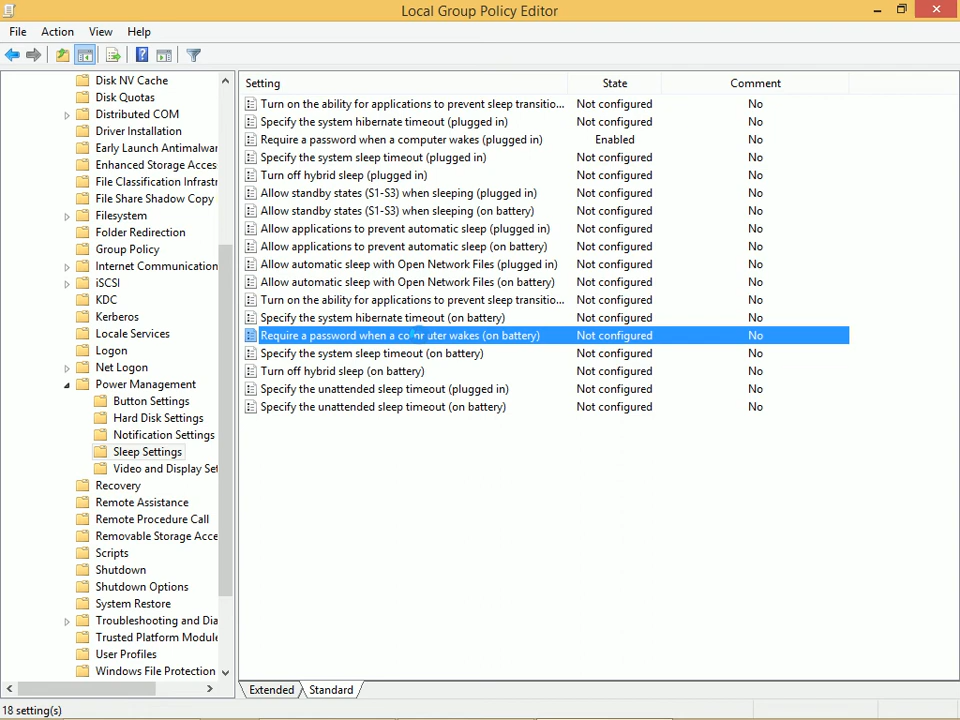 Local Group Policy Editor
File Action View Help
Disk NV Cache
Disk Quotas
Distributed COM
Driver Installation
Early Launch Antimalwar
Enhanced Storage Acces
File Classification Infrastr
File Share Shadow Copy
Filesystem
Folder Redirection
Group Policy
Internet Communication
iSCSI
KDC
Kerberos
Locale Services
Logon
Net Logon
Power Management
Button Settings
Hard Disk Settings
Notification Settings
Sleep Settings
Video and Display Set
Recovery
Remote Assistance
Remote Procedure Call
Removable Storage Acce
Scripts
Shutdown
Shutdown Options
System Restore
Troubleshooting and Dia
Trusted Platform Module
User Profiles
Windows File Protection
Setting State Comment
Turn on the ability for applications to prevent sleep transitio... Not configured No
Specify the system hibernate timeout (plugged in) Not configured No
Require a password when a computer wakes (plugged in) Enabled No
Specify the system sleep timeout (plugged in) Not configured No
Turn off hybrid sleep (plugged in) Not configured No
Allow standby states (S1-S3) when sleeping (plugged in) Not configured No
Allow standby states (S1-S3) when sleeping (on battery) Not configured No
Allow applications to prevent automatic sleep (plugged in) Not configured No
Allow applications to prevent automatic sleep (on battery) Not configured No
Allow automatic sleep with Open Network Files (plugged in) Not configured No
Allow automatic sleep with Open Network Files (on battery) Not configured No
Turn on the ability for applications to prevent sleep transitio... Not configured No
Specify the system hibernate timeout (on battery) Not configured No
Require a password when a computer wakes (on battery) Not configured No
Specify the system sleep timeout (on battery) Not configured No
Turn off hybrid sleep (on battery) Not configured No
Specify the unattended sleep timeout (plugged in) Not configured No
Specify the unattended sleep timeout (on battery) Not configured No
Extended Standard
18 setting(s)